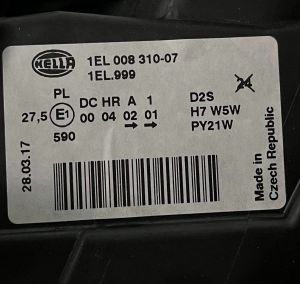 HELLA
1EL 008 310-07
1EL.999
PL
27,5 E1
590
DC HR A 1
00 04 02 01
D2S
H7 W5W
PY21W
24
28.03.17
Made in
Czech Republic